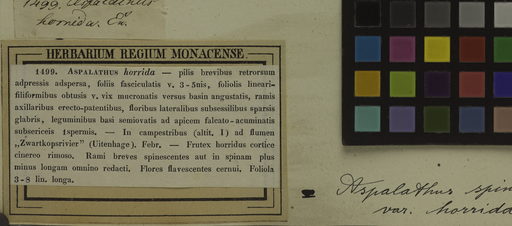 1499. Aspalathus
horrida. E.
HERBARIUM REGIUM MONACENSE
1499. ASPALATHUS horrida — pilis brevibus retrorsum
adpressis adspersa, foliis fasciculatis v. 3-5nis, foliolis lineari-
filiformibus obtusis v. vix mucronatis versus basin angustatis, ramis
axillaribus erecto-patentibus, floribus lateralibus subsessilibus sparsis
glabris, leguminibus basi semiovatis ad apicem falcato-acuminatis
subsericeis 1spermis. — In campestribus (altit. I) ad flumen
„Zwartkopsrivier” (Uitenhage). Febr. — Frutex horridus cortice
cinereo rimoso. Rami breves spinescentes aut in spinam plus
minus longam omnino redacti. Flores flavescentes cernui. Foliola
3-8 lin. longa.
Aspalathus spin
var. horrida